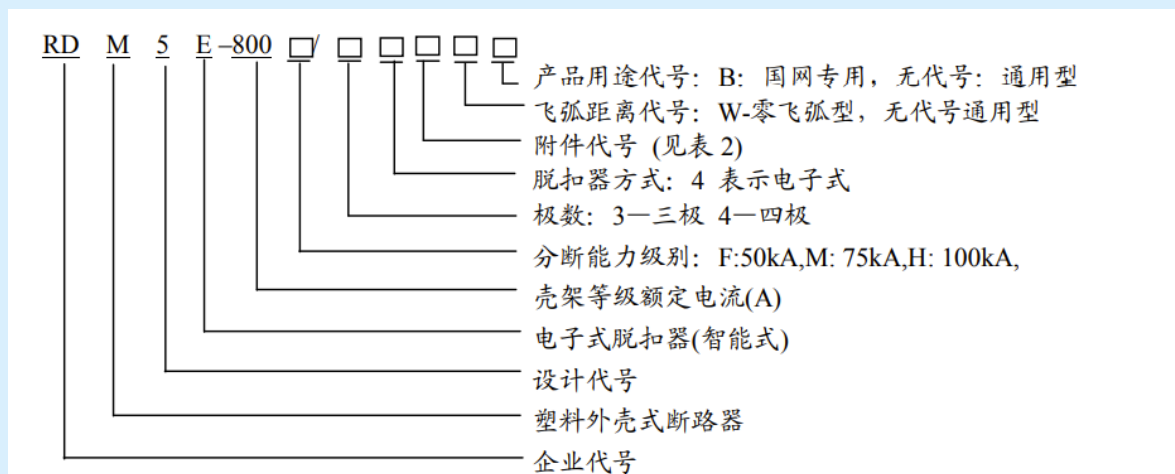 RD M 5 E-800 □/ □ □ □ □ □
产品用途代号：B：国网专用，无代号：通用型
飞弧距离代号：W-零飞弧型，无代号通用型
附件代号 (见表 2)
脱扣器方式：4 表示电子式
极数：3—三极 4—四极
分断能力级别：F:50kA,M: 75kA,H: 100kA,
壳架等级额定电流(A)
电子式脱扣器(智能式)
设计代号
塑料外壳式断路器
企业代号